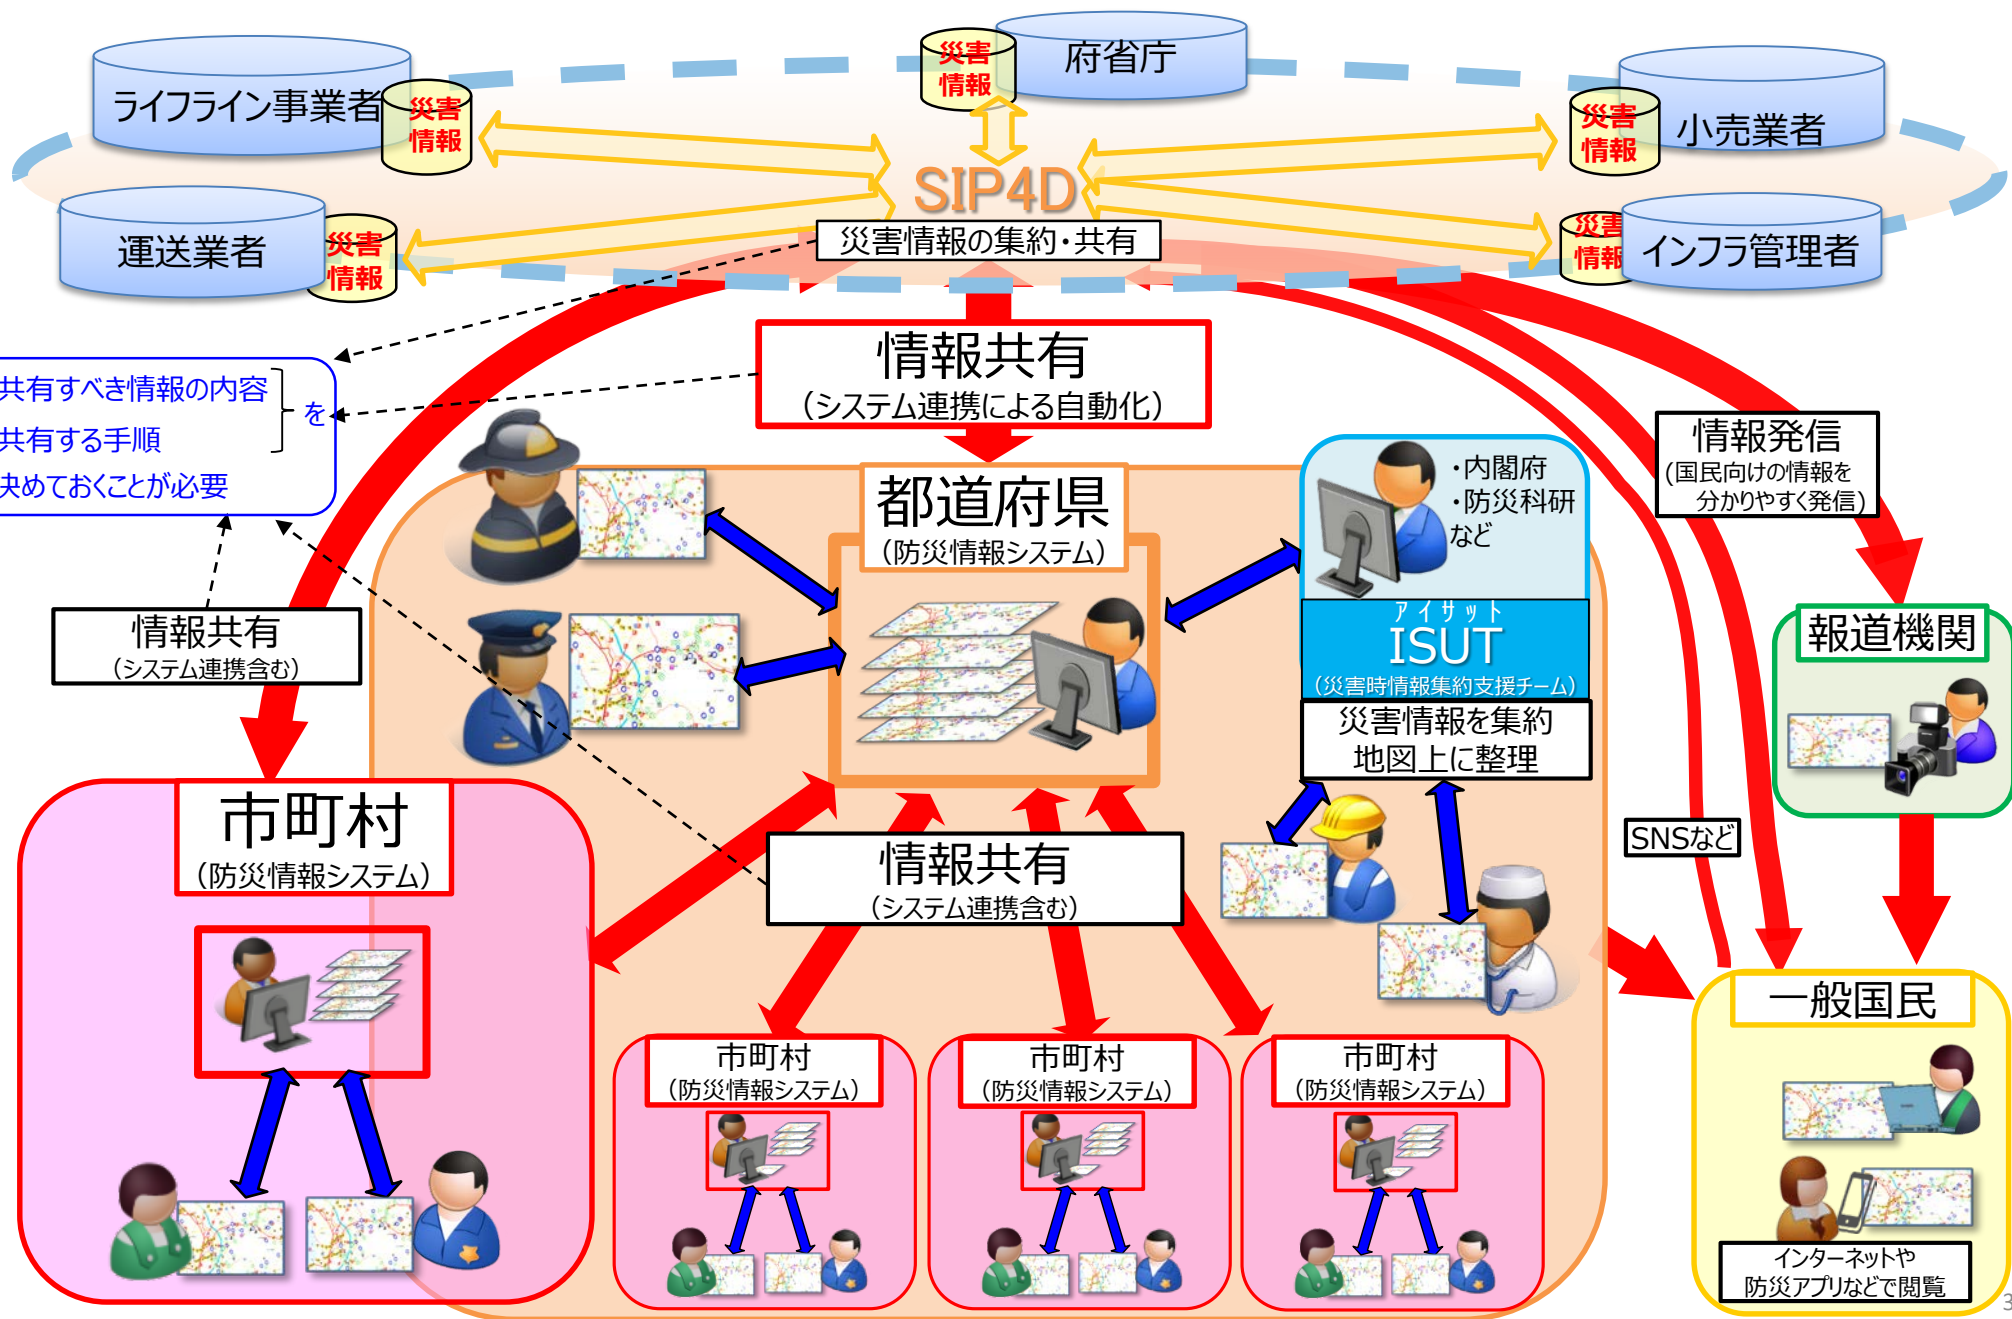 災害
情報
府省庁
ライフライン事業者
災害
情報
災害
情報
小売業者
SIP4D
災害情報の集約・共有
運送業者
災害
情報
災害
情報
インフラ管理者
情報共有
（システム連携による自動化）
共有すべき情報の内容
を
共有する手順
決めておくことが必要
情報発信
(国民向けの情報を
分かりやすく発信)
都道府県
（防災情報システム）
・内閣府
・防災科研
など
アイサット
ISUT
（災害時情報集約支援チーム）
災害情報を集約
地図上に整理
情報共有
（システム連携含む）
報道機関
市町村
（防災情報システム）
情報共有
（システム連携含む）
SNSなど
一般国民
市町村
（防災情報システム）
市町村
（防災情報システム）
市町村
（防災情報システム）
インターネットや
防災アプリなどで閲覧
3